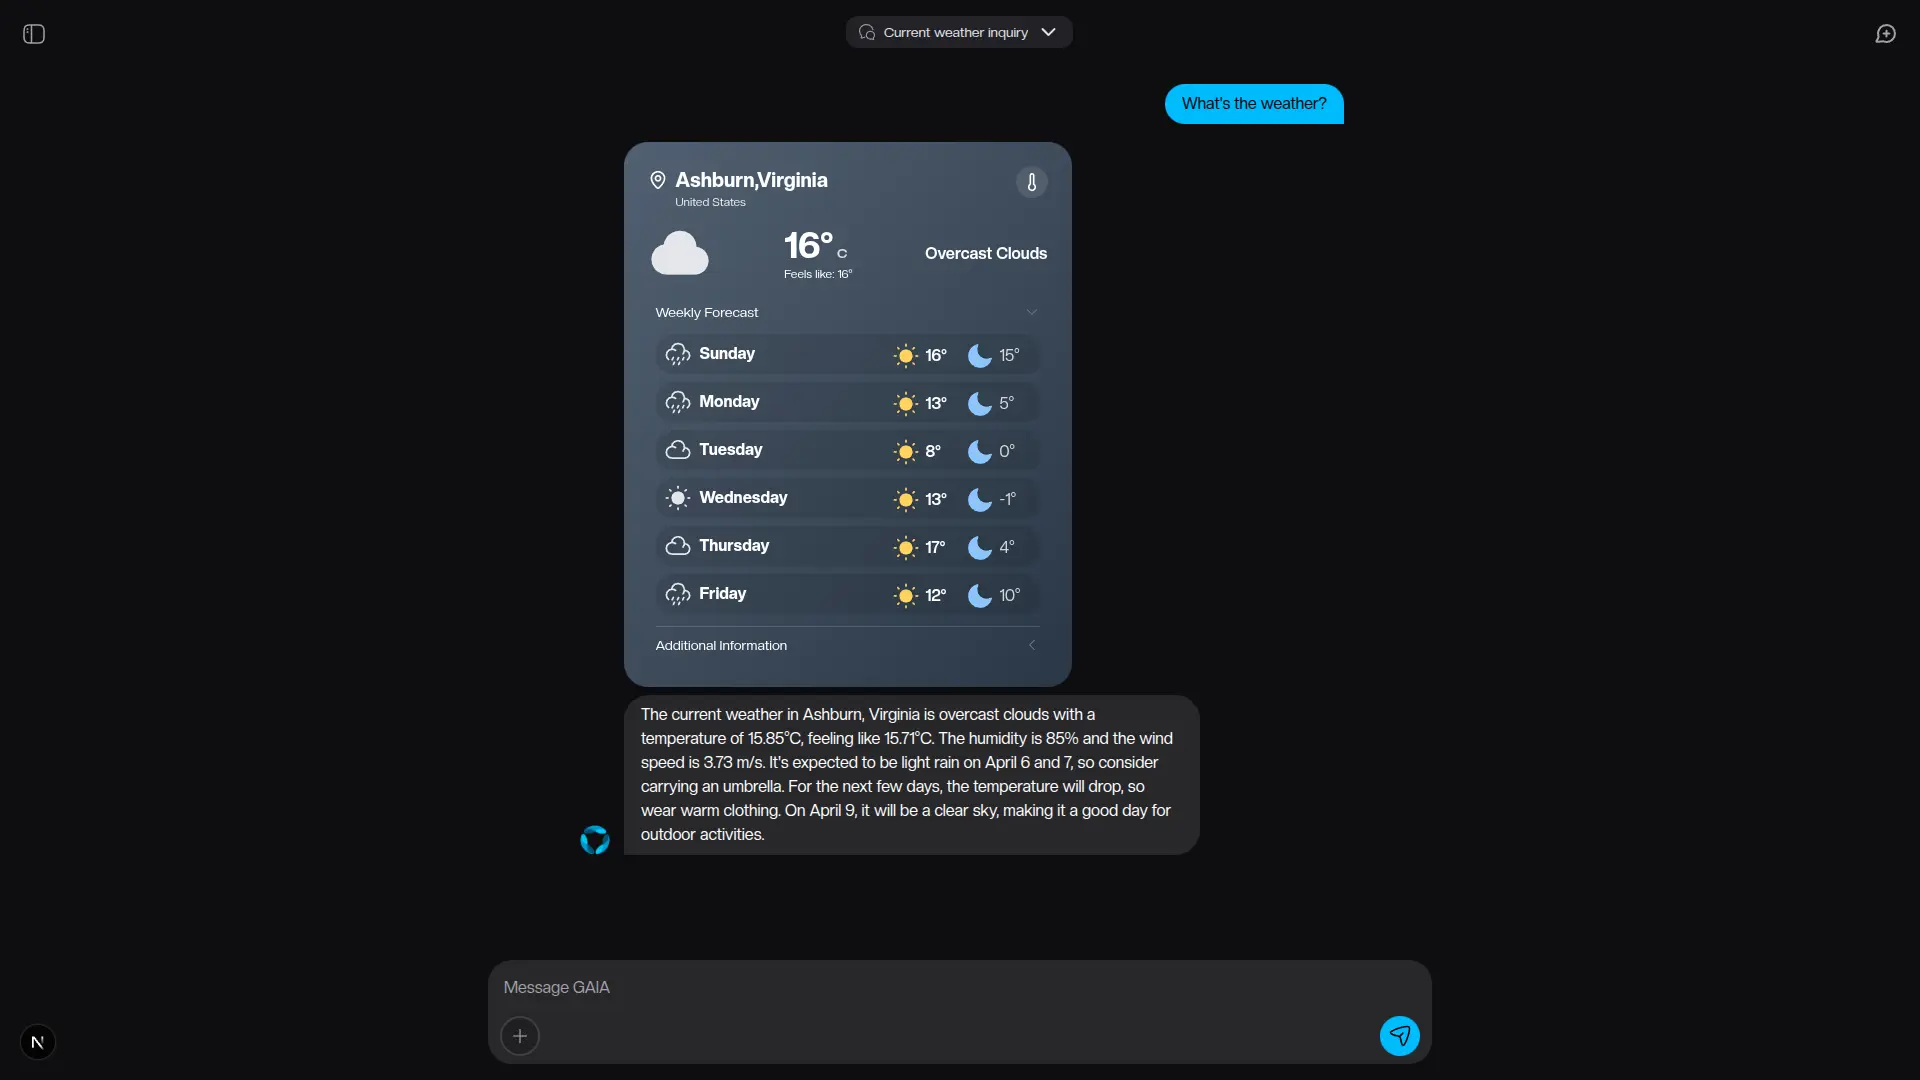 Current weather inquiry
What's the weather?
Ashburn,Virginia
United States
16° C
Feels like: 16°
Overcast Clouds
Weekly Forecast
Sunday 16° 15°
Monday 13° 5°
Tuesday 8° 0°
Wednesday 13° -1°
Thursday 17° 4°
Friday 12° 10°
Additional Information
The current weather in Ashburn, Virginia is overcast clouds with a
temperature of 15.85°C, feeling like 15.71°C. The humidity is 85% and the wind
speed is 3.73 m/s. It's expected to be light rain on April 6 and 7, so consider
carrying an umbrella. For the next few days, the temperature will drop, so
wear warm clothing. On April 9, it will be a clear sky, making it a good day for
outdoor activities.
Message GAIA
N